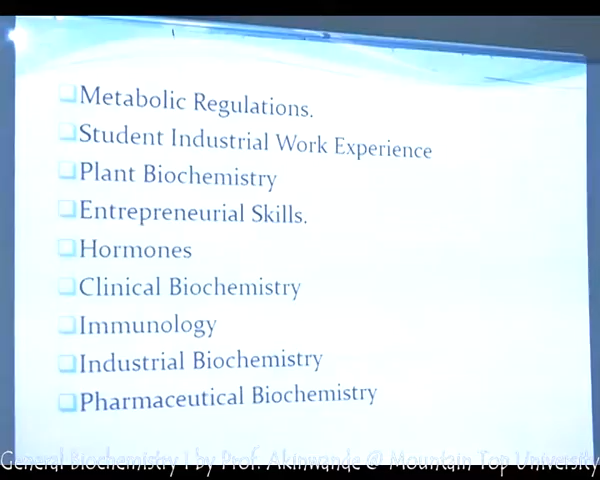 Metabolic Regulations.
Student Industrial Work Experience
Plant Biochemistry
Entrepreneurial Skills.
Hormones
Clinical Biochemistry
Immunology
Industrial Biochemistry
Pharmaceutical Biochemistry
General Biochemistry I by Prof. Akinwande @ Mountain Top University